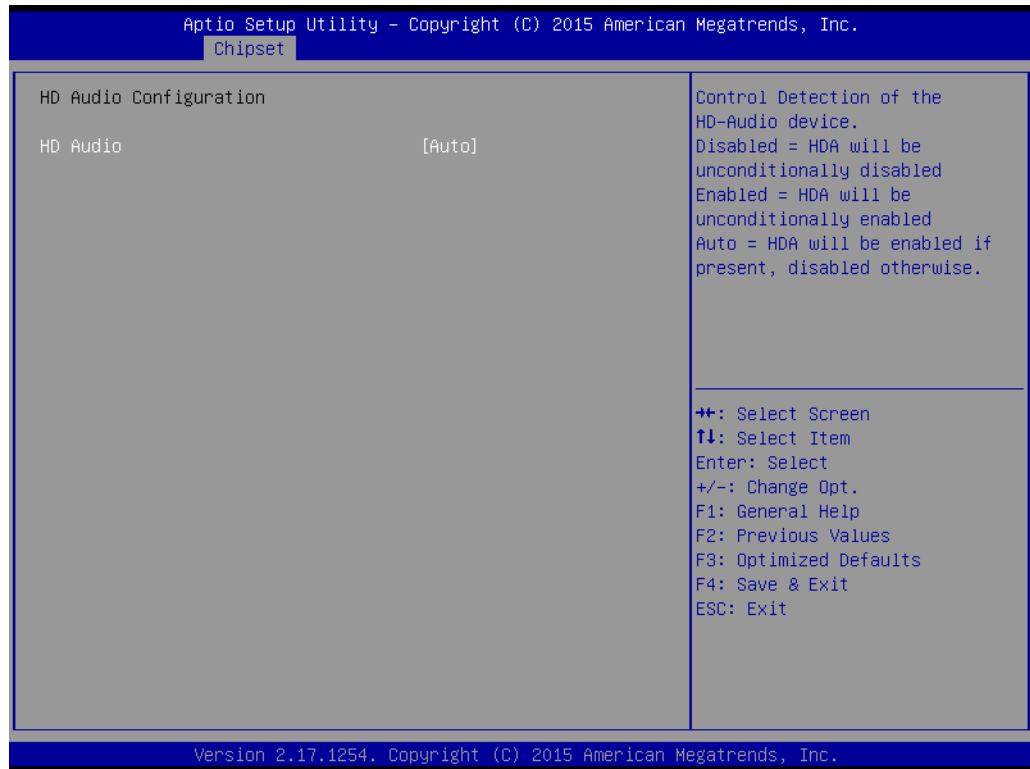 Aptio Setup Utility – Copyright (C) 2015 American Megatrends, Inc.
Chipset
HD Audio Configuration
HD Audio [Auto]
Control Detection of the
HD-Audio device.
Disabled = HDA will be
unconditionally disabled
Enabled = HDA will be
unconditionally enabled
Auto = HDA will be enabled if
present, disabled otherwise.
→←: Select Screen
↑↓: Select Item
Enter: Select
+/-: Change Opt.
F1: General Help
F2: Previous Values
F3: Optimized Defaults
F4: Save & Exit
ESC: Exit
Version 2.17.1254. Copyright (C) 2015 American Megatrends, Inc.